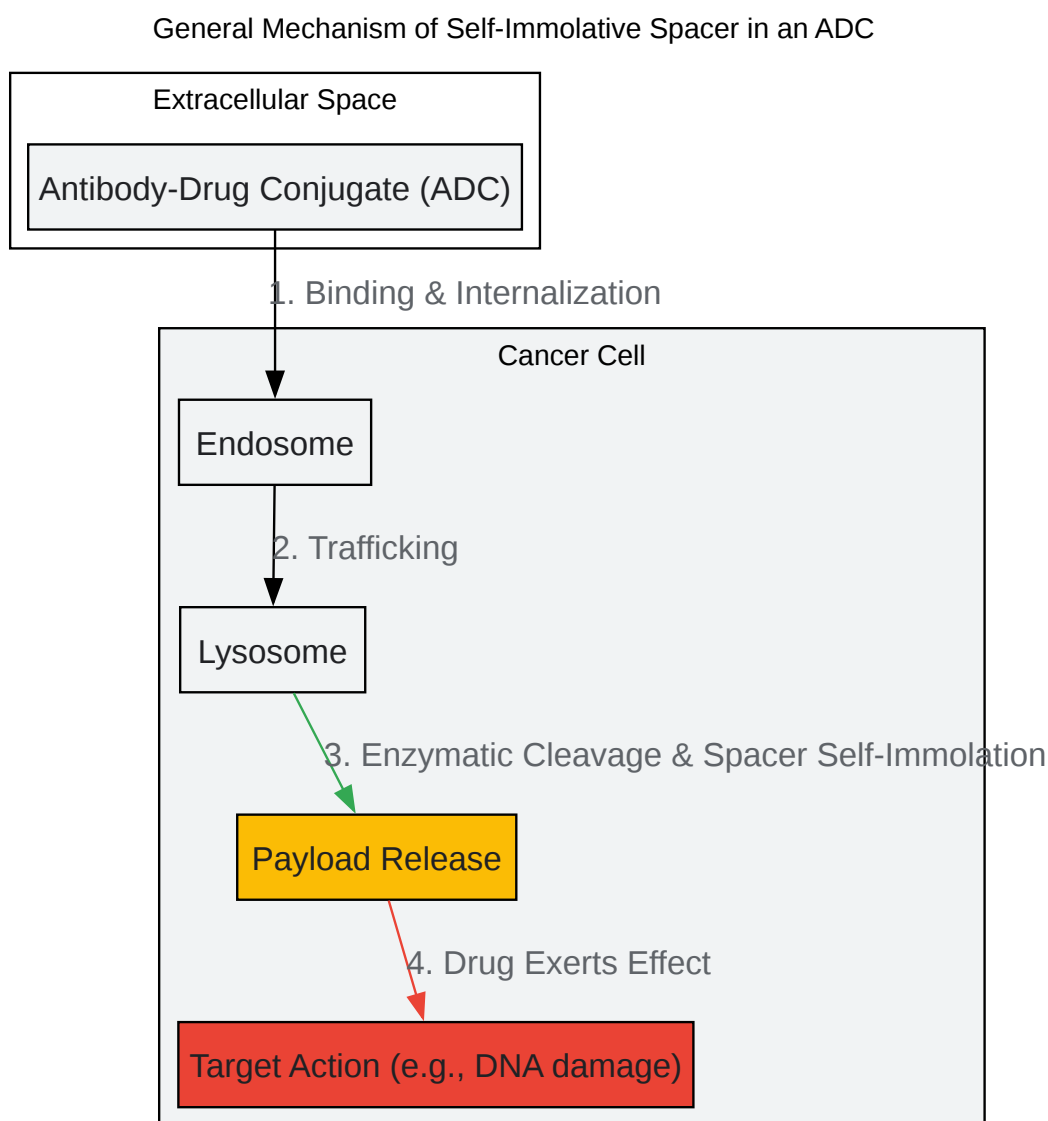 General Mechanism of Self-Immolative Spacer in an ADC
Extracellular Space
Antibody-Drug Conjugate (ADC)
1. Binding & Internalization
Cancer Cell
Endosome
2. Trafficking
Lysosome
3. Enzymatic Cleavage & Spacer Self-Immolation
Payload Release
4. Drug Exerts Effect
Target Action (e.g., DNA damage)